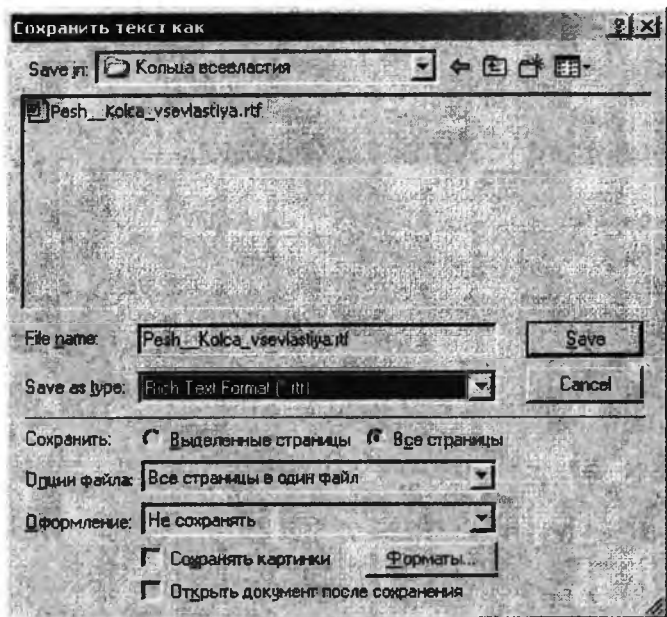 Сохранить текст как
Save in: Кольца всевластия
Pesh__Kolca_vsevlastiya.rtf
File name: Pesh__Kolca_vsevlastiya.rtf Save
Save as type: Rich Text Format (*.rtf) Cancel
Сохранить: Выделенные страницы Все страницы
Опции файла: Все страницы в один файл
Оформление: Не сохранять
Сохранять картинки Форматы...
Открыть документ после сохранения